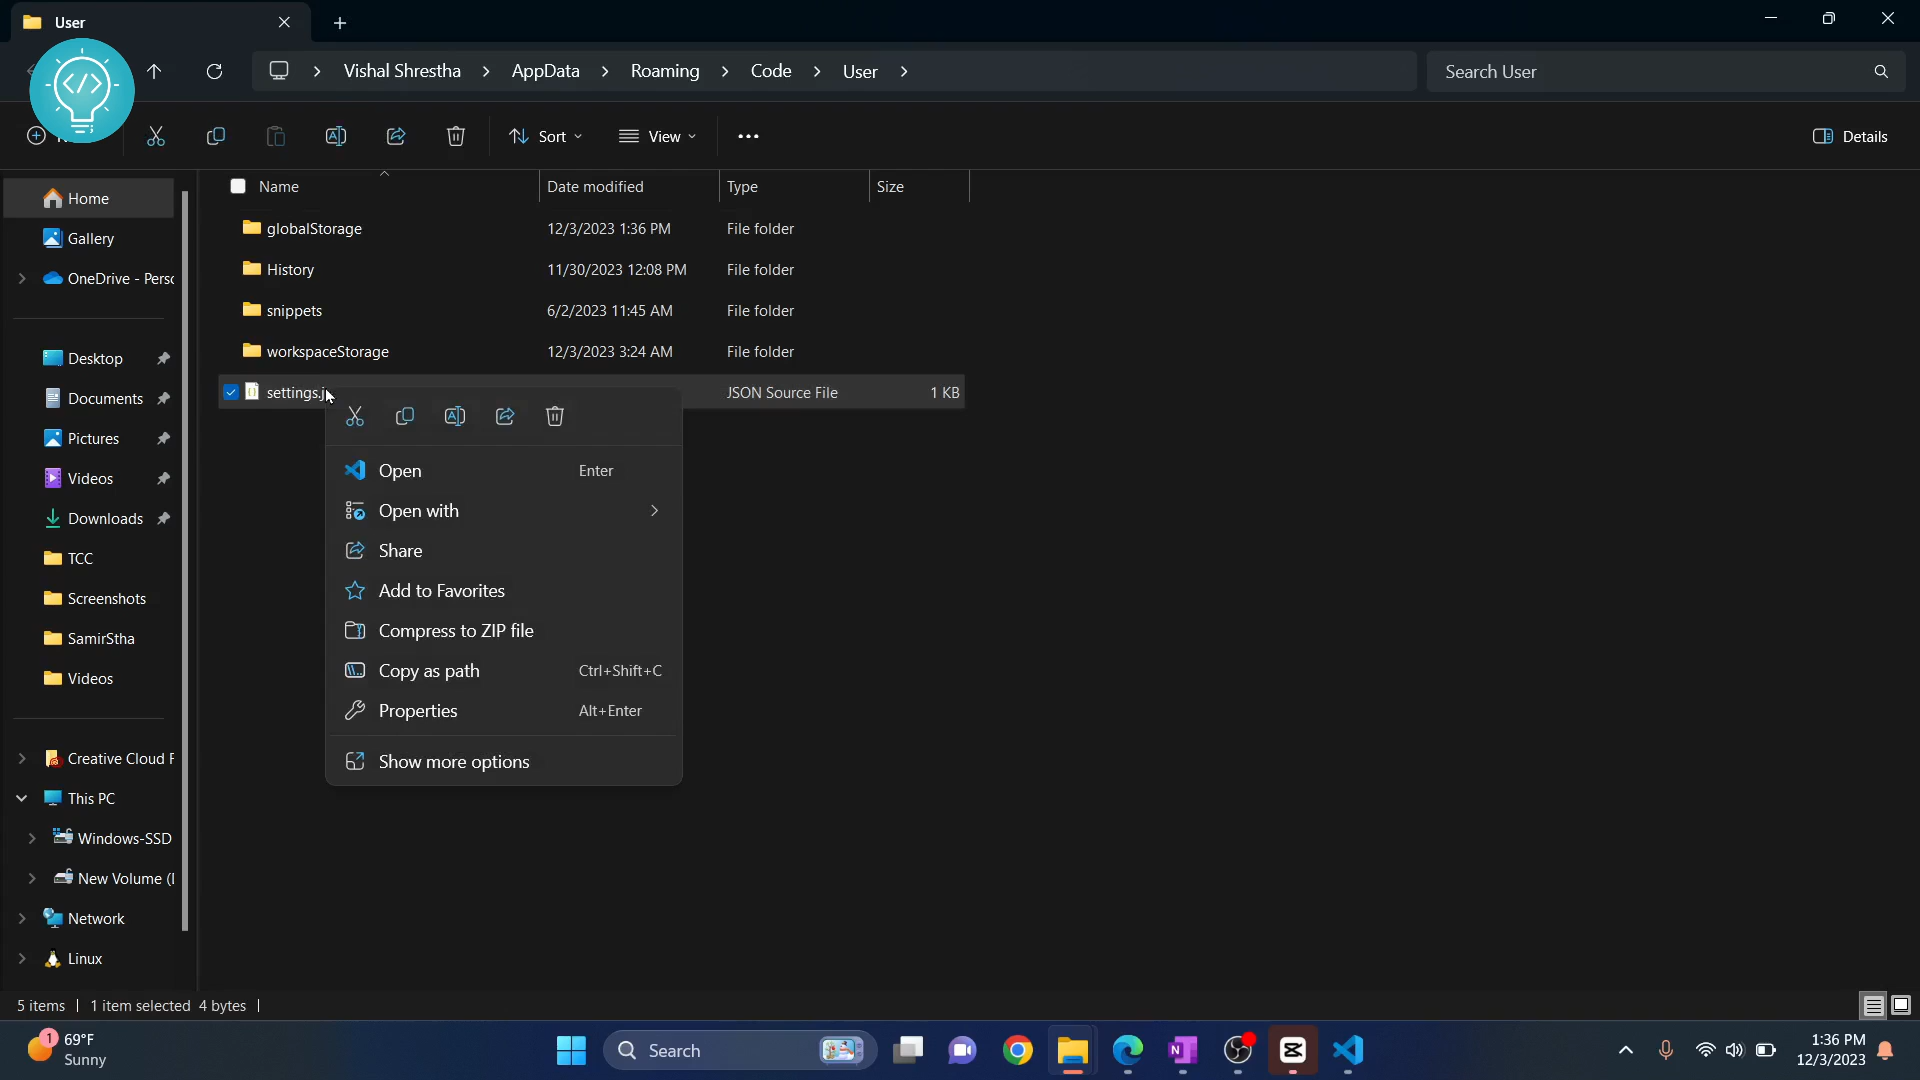 User
Vishal Shrestha
AppData
Roaming
Code
User
Search User
Sort
View
Details
Name
Date modified
Type
Size
globalStorage
12/3/2023 1:36 PM
File folder
History
11/30/2023 12:08 PM
File folder
snippets
6/2/2023 11:45 AM
File folder
workspaceStorage
12/3/2023 3:24 AM
File folder
settings.j
JSON Source File
1 KB
Home
Gallery
OneDrive - Persc
Desktop
Documents
Pictures
Videos
Downloads
TCC
Screenshots
SamirStha
Videos
Creative Cloud F
This PC
Windows-SSD
New Volume (
Network
Linux
Open
Enter
Open with
Share
Add to Favorites
Compress to ZIP file
Copy as path
Ctrl+Shift+C
Properties
Alt+Enter
Show more options
5 items
1 item selected 4 bytes
1
69°F
Sunny
Search
1:36 PM
12/3/2023